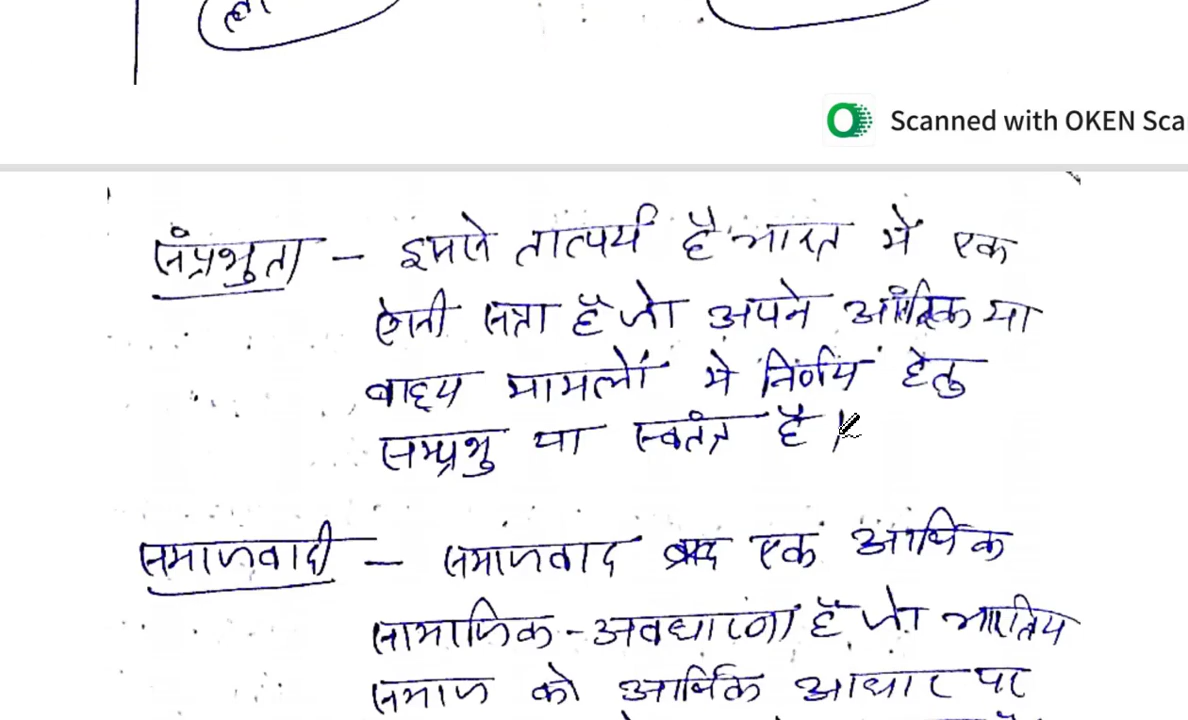 Scanned with OKEN Sca
संप्रभुता - इससे तात्पर्य है भारत में एक
ऐसी सत्ता है जो अपने आंतरिक या
बाह्य मामलों मे निर्णय हेतु
सम्प्रभु या स्वतंत्र है।
समाजवादी - समाजवाद एक आर्थिक
सामाजिक - अवधारणा है जो भारतिय
समाज को आर्थिक आधार पर